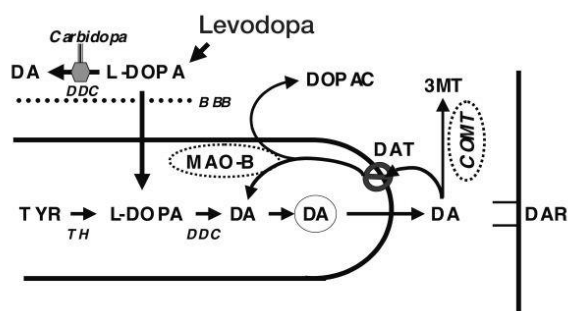 Levodopa
Carbidopa
DA L-DOPA
DDC
BBB
DOPAC
3MT
COMT
MAO-B
DAT
TYR L-DOPA DA DA DA DAR
TH DDC